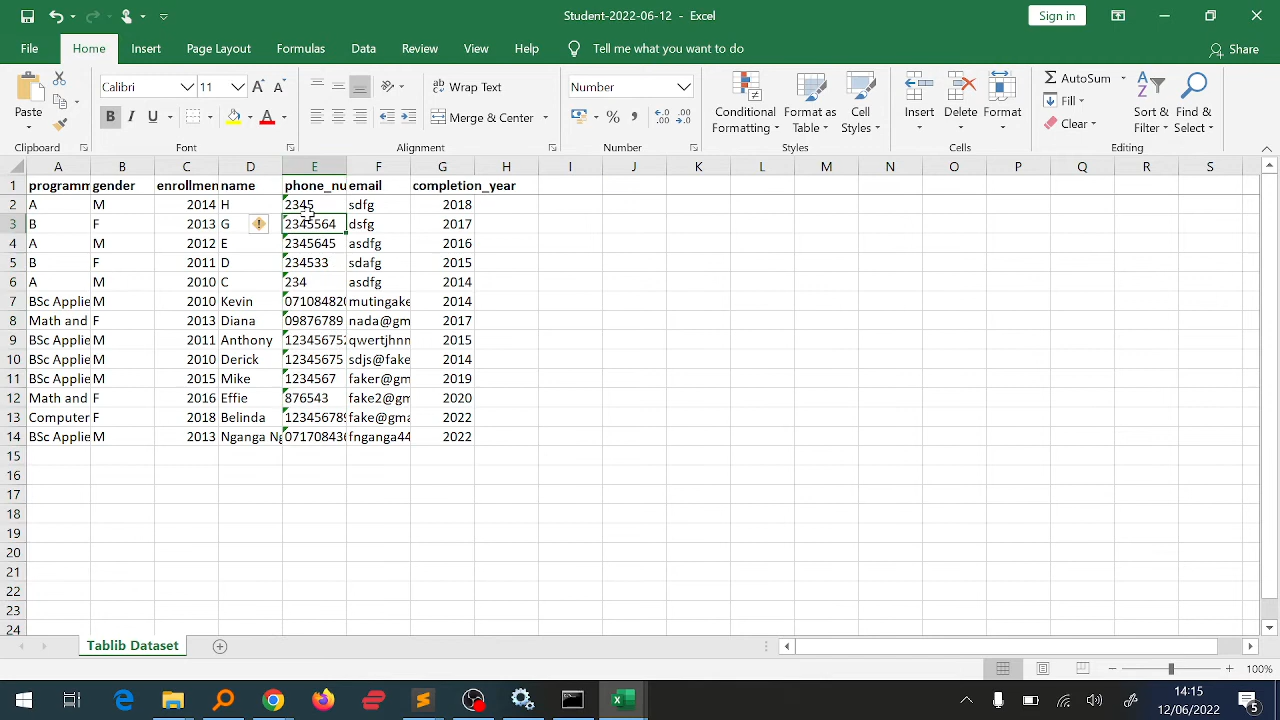 Student-2022-06-12 - Excel
Sign in
File Home Insert Page Layout Formulas Data Review View Help Tell me what you want to do Share
Calibri 11 Wrap Text Number AutoSum
Paste Merge & Center Conditional Formatting Format as Table Cell Styles Insert Delete Format Fill Sort & Filter Find & Select
Clear
Clipboard Font Alignment Number Styles Cells Editing
A B C D E F G H I J K L M N O P Q R S
1 programm gender enrollmen name phone_nu email completion_year
2 A M 2014 H 2345 sdfg 2018
3 B F 2013 G 2345564 dsfg 2017
4 A M 2012 E 2345645 asdfg 2016
5 B F 2011 D 234533 sdafg 2015
6 A M 2010 C 234 asdfg 2014
7 BSc Applie M 2010 Kevin 071084820 mutingake 2014
8 Math and F 2013 Diana 09876789 nada@gm 2017
9 BSc Applie M 2011 Anthony 123456752 qwertjhnn 2015
10 BSc Applie M 2010 Derick 12345675 sdjs@fake 2014
11 BSc Applie M 2015 Mike 1234567 faker@gm 2019
12 Math and F 2016 Effie 876543 fake2@gm 2020
13 Computer F 2018 Belinda 123456789 fake@gma 2022
14 BSc Applie M 2013 Nganga Ng 071708436 fnganga44 2022
15
16
17
18
19
20
21
22
23
24
Tablib Dataset
100%
14:15
12/06/2022 5